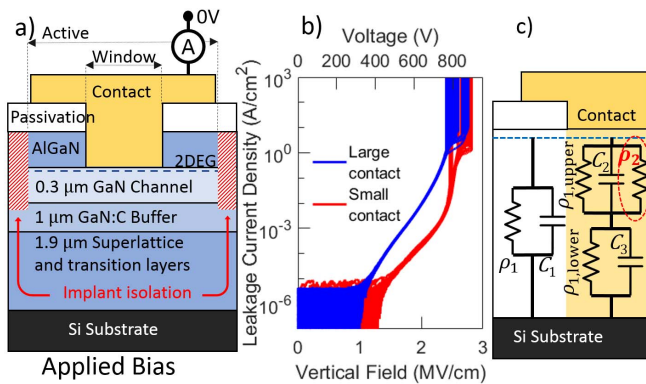 a)
0V
A
Active
Window
Contact
Passivation
AlGaN
2DEG
0.3 μm GaN Channel
1 μm GaN:C Buffer
1.9 μm Superlattice
and transition layers
Implant isolation
Si Substrate
Applied Bias
b)
Voltage (V)
0 200 400 600 800
Leakage Current Density (A/cm²)
10³
10⁰
10⁻³
10⁻⁶
Large
contact
Small
contact
0 1 2 3
Vertical Field (MV/cm)
c)
Contact
ρ₁,upper
C₂
ρ₂
ρ₁
C₁
ρ₁,lower
C₃
Si Substrate